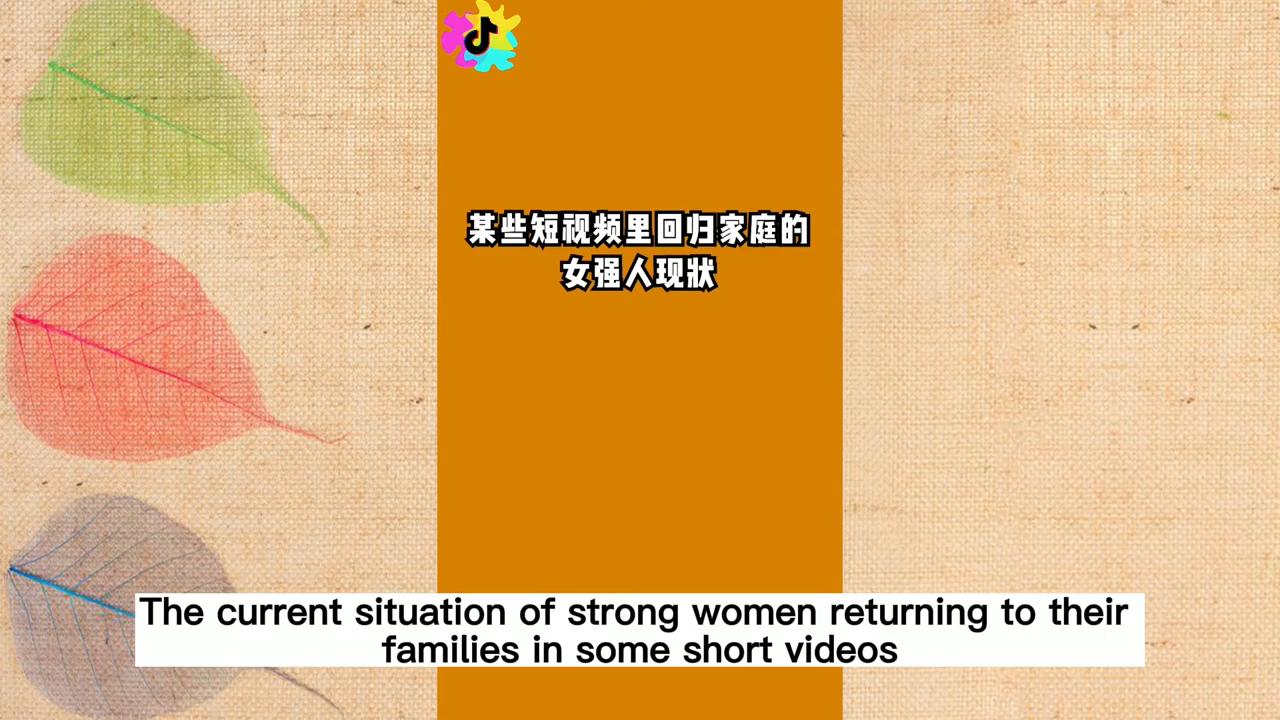 某些短视频里回归家庭的
女强人现狀
The current situation of strong women returning to their
families in some short videos